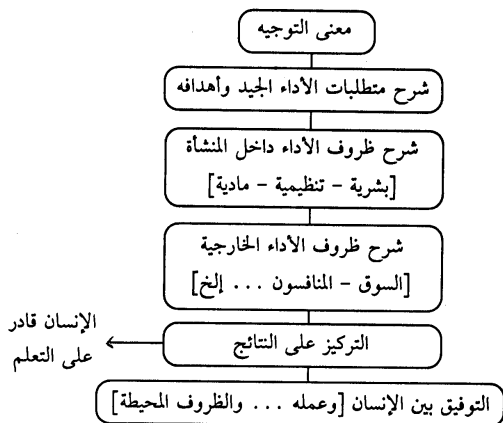 معنى التوجيه
شرح متطلبات الأداء الجيد وأهدافه
شرح ظروف الأداء داخل المنشأة
[بشرية - تنظيمية - مادية]
شرح ظروف الأداء الخارجية
[السوق - المنافسون ... إلخ]
التركيز على النتائج
الإنسان قادر
على التعلم
التوفيق بين الإنسان [وعمله ... والظروف المحيطة]